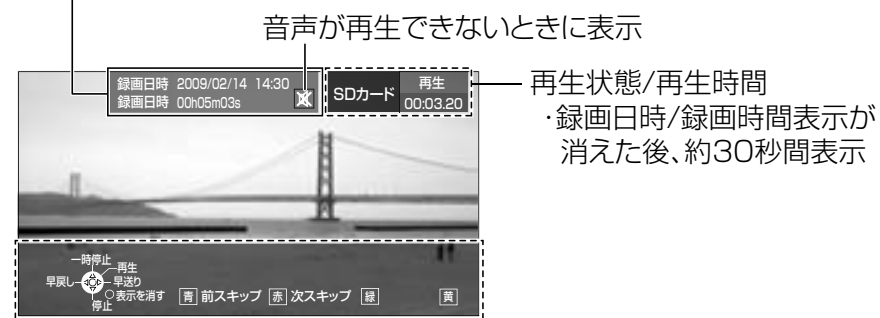 音声が再生できないときに表示
録画日時 2009/02/14 14:30
録画日時 00h05m03s
SDカード
再生
00:03.20
再生状態/再生時間
・録画日時/録画時間表示が
消えた後、約30秒間表示
一時停止
再生
早戻し
早送り
○表示を消す
停止
青 前スキップ 赤 次スキップ 緑 黄